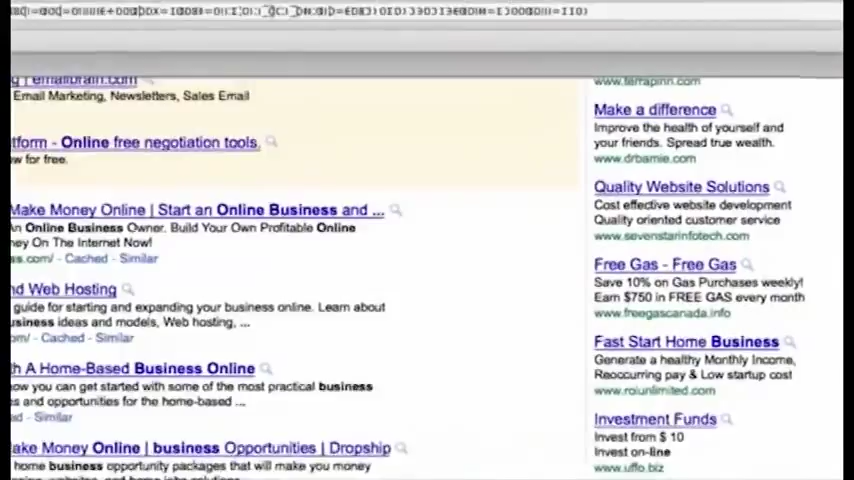 Email Marketing, Newsletters, Sales Email
tform - Online free negotiation tools.
w for free.
Make Money Online | Start an Online Business and ...
An Online Business Owner. Build Your Own Profitable Online
ney On The Internet Now!
ss.com/ - Cached - Similar
nd Web Hosting
guide for starting and expanding your business online. Learn about
usiness ideas and models, Web hosting, ...
om/ - Cached - Similar
h A Home-Based Business Online
ow you can get started with some of the most practical business
s and opportunities for the home-based ...
ed - Similar
ake Money Online | business Opportunities | Dropship
home business opportunity packages that will make you money
www.terrapinn.com
Make a difference
Improve the health of yourself and
your friends. Spread true wealth.
www.drbamie.com
Quality Website Solutions
Cost effective website development
Quality oriented customer service
www.sevenstarinfotech.com
Free Gas - Free Gas
Save 10% on Gas Purchases weekly!
Earn $750 in FREE GAS every month
www.freegascanada.info
Fast Start Home Business
Generate a healthy Monthly Income,
Reoccurring pay & Low startup cost
www.roiunlimited.com
Investment Funds
Invest from $ 10
Invest on-line
www.uffo.biz